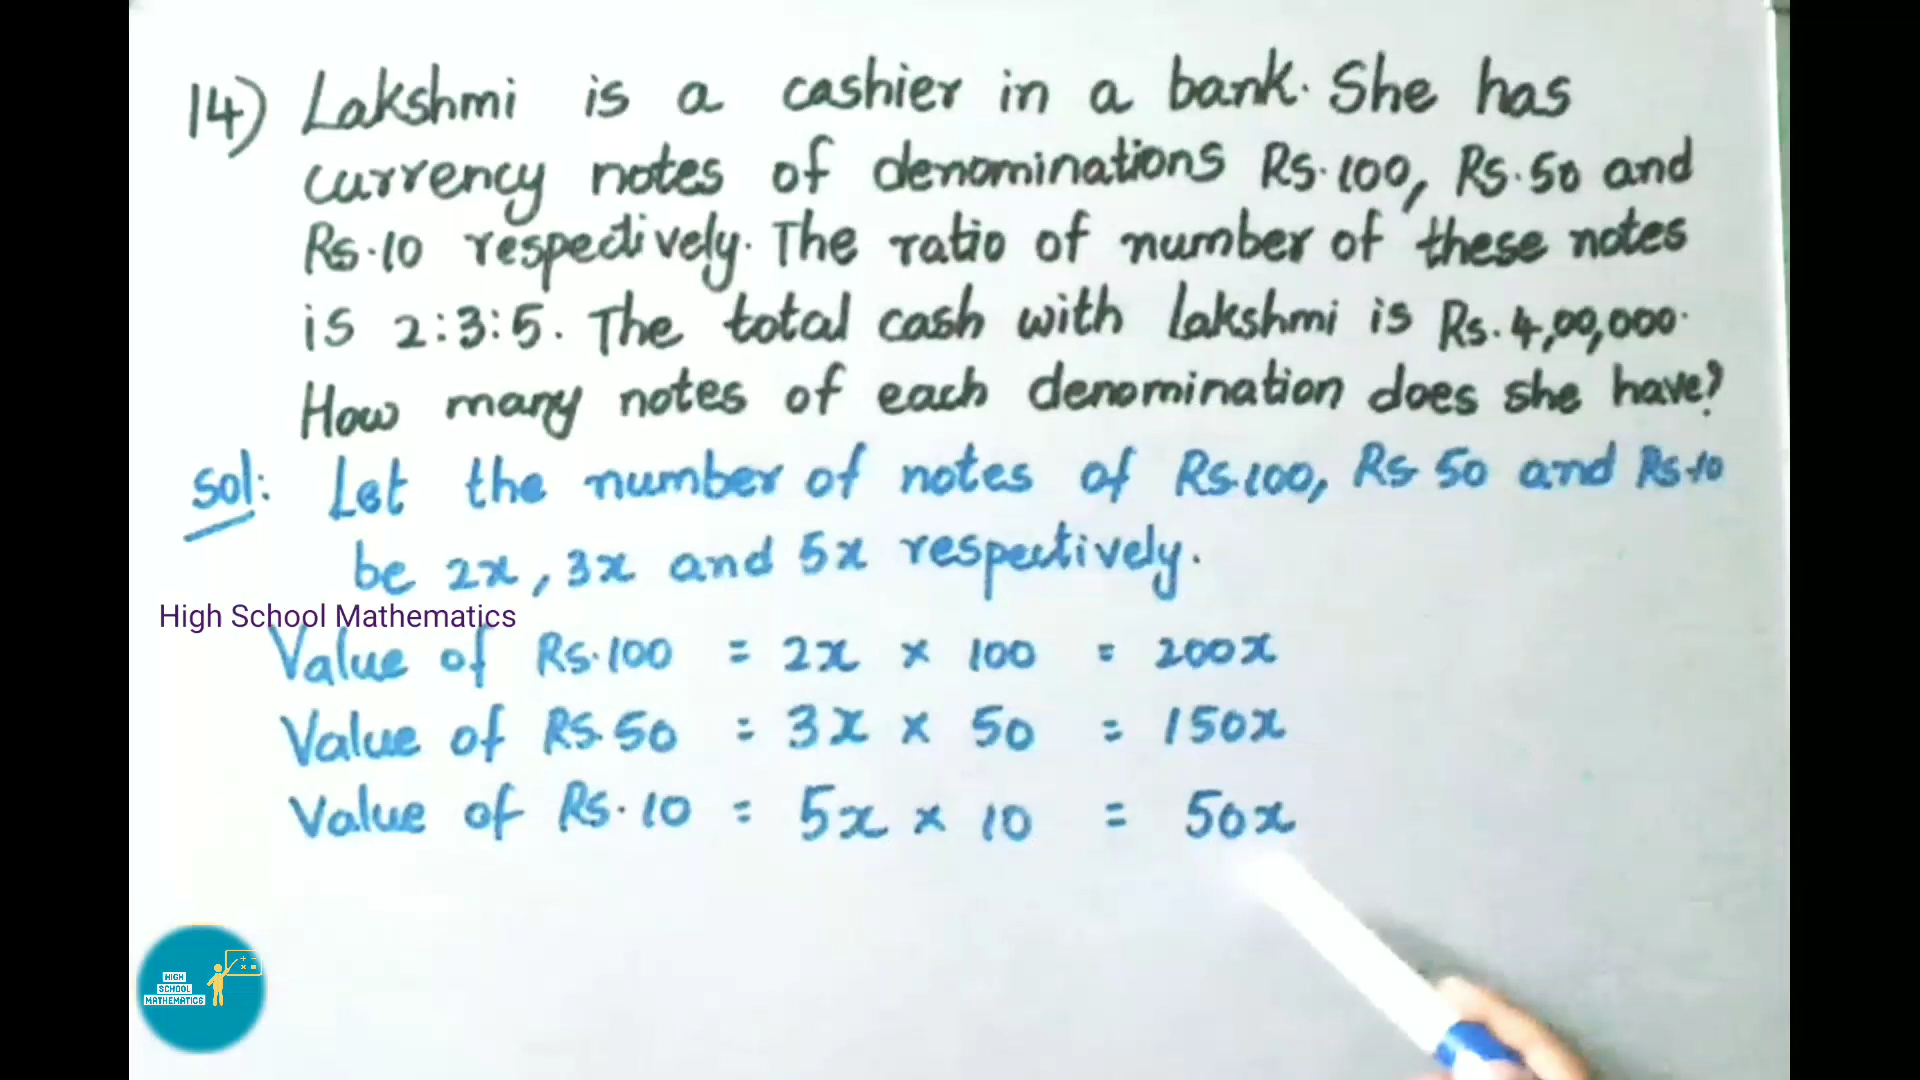 14) Lakshmi is a cashier in a bank. She has
currency notes of denominations Rs.100, Rs.50 and
Rs.10 respectively. The ratio of number of these notes
is 2:3:5. The total cash with Lakshmi is Rs.4,00,000.
How many notes of each denomination does she have?
Sol: Let the number of notes of Rs.100, Rs 50 and Rs.10
be 2x, 3x and 5x respectively.
High School Mathematics
Value of Rs.100 = 2x × 100 = 200x
Value of Rs.50 = 3x × 50 = 150x
Value of Rs.10 = 5x × 10 = 50x
HIGH
SCHOOL
MATHEMATICS